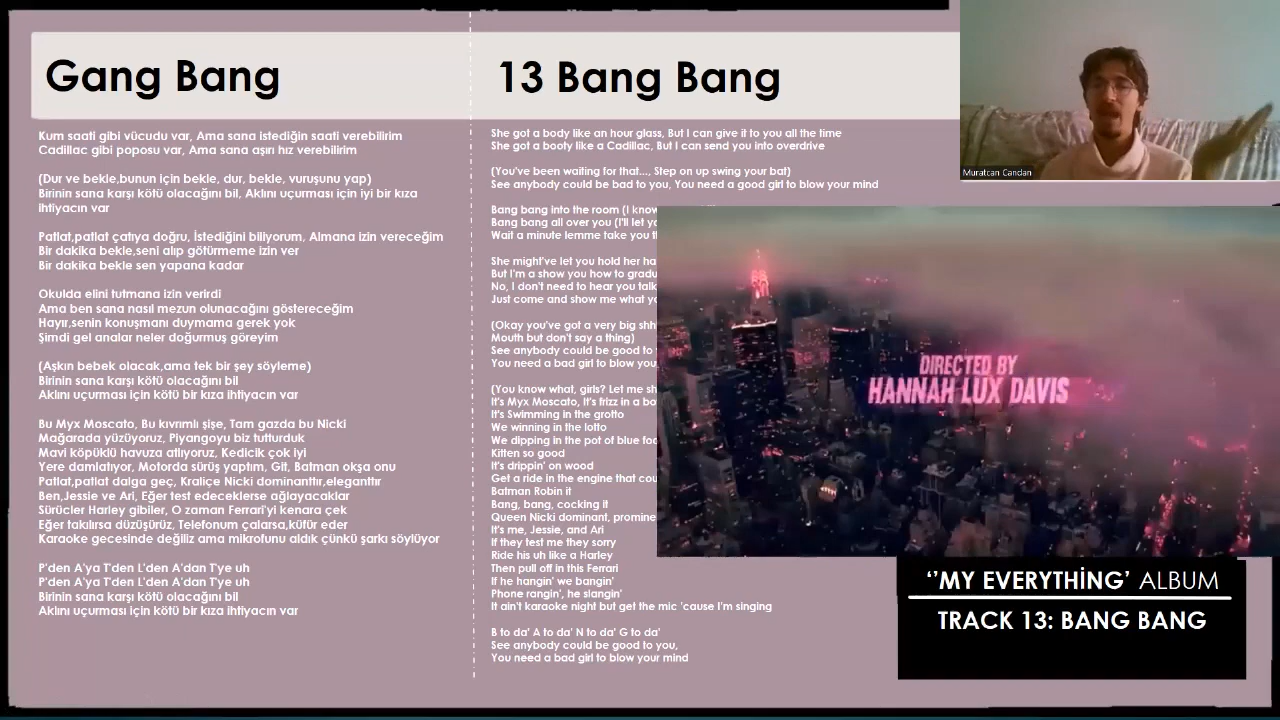 Gang Bang
Kum saati gibi vücudu var, Ama sana istediğin saati verebilirim
Cadillac gibi poposu var, Ama sana aşırı hız verebilirim
(Dur ve bekle,bunun için bekle, dur, bekle, vuruşunu yap)
Birinin sana karşı kötü olacağını bil, Aklını uçurması için iyi bir kıza
ihtiyacın var
Patlat,patlat çatıya doğru, İstediğini biliyorum, Almana izin vereceğim
Bir dakika bekle,seni alıp götürmeme izin ver
Bir dakika bekle sen yapana kadar
Okulda elini tutmana izin verirdi
Ama ben sana nasıl mezun olunacağını göstereceğim
Hayır,senin konuşmanı duymama gerek yok
Şimdi gel analar neler doğurmuş göreyim
(Aşkın bebek olacak,ama tek bir şey söyleme)
Birinin sana karşı kötü olacağını bil
Aklını uçurması için kötü bir kıza ihtiyacın var
Bu Myx Moscato, Bu kıvrımlı şişe, Tam gazda bu Nicki
Mağarada yüzüyoruz, Piyangoyu biz tutturduk
Mavi köpüklü havuza atlıyoruz, Kedicik çok iyi
Yere damlatıyor, Motorda sürüş yaptım, Git, Batman okşa onu
Patlat,patlat dalga geç, Kraliçe Nicki dominanttır,eleganttır
Ben,Jessie ve Ari, Eğer test edeceklerse ağlayacaklar
Sürücler Harley gibiler, O zaman Ferrari'yi kenara çek
Eğer takılırsa düzüşürüz, Telefonum çalarsa,küfür eder
Karaoke gecesinde değiliz ama mikrofunu aldık çünkü şarkı söylüyor
P'den A'ya T'den L'den A'dan T'ye uh
P'den A'ya T'den L'den A'dan T'ye uh
Birinin sana karşı kötü olacağını bil
Aklını uçurması için kötü bir kıza ihtiyacın var
13 Bang Bang
She got a body like an hour glass, But I can give it to you all the time
She got a booty like a Cadillac, But I can send you into overdrive
(You've been waiting for that..., Step on up swing your bat)
See anybody could be bad to you, You need a good girl to blow your mind
Bang bang into the room (I know
Bang bang all over you (I'll let yo
Wait a minute lemme take you th
She might've let you hold her ha
But I'm a show you how to gradu
No, I don't need to hear you talk
Just come and show me what yo
(Okay you've got a very big shh
Mouth but don't say a thing)
See anybody could be good to
You need a bad girl to blow you
(You know what, girls? Let me sh
It's Myx Moscato, It's frizz in a bo
It's Swimming in the grotto
We winning in the lotto
We dipping in the pot of blue foa
Kitten so good
It's drippin' on wood
Get a ride in the engine that cou
Batman Robin it
Bang, bang, cocking it
Queen Nicki dominant, promine
It's me, Jessie, and Ari
If they test me they sorry
Ride his uh like a Harley
Then pull off in this Ferrari
If he hangin' we bangin'
Phone rangin', he slangin'
It ain't karaoke night but get the mic 'cause I'm singing
B to da' A to da' N to da' G to da'
See anybody could be good to you,
You need a bad girl to blow your mind
Muratcan Candan
DIRECTED BY
HANNAH LUX DAVIS
‘’MY EVERYTHİNG’ ALBUM
TRACK 13: BANG BANG